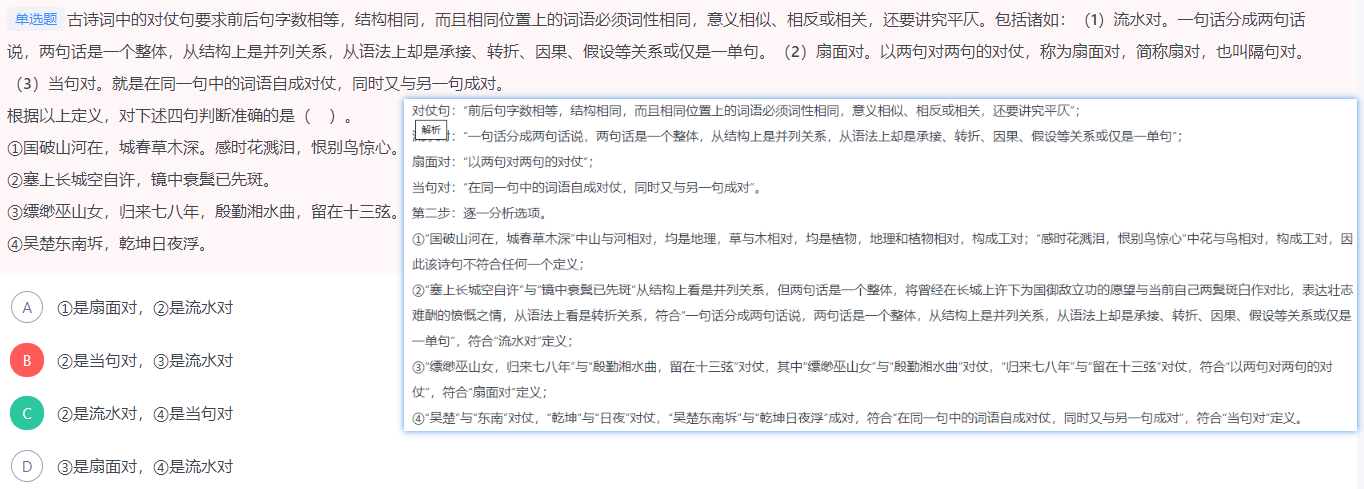 单选题 古诗词中的对仗句要求前后句字数相等，结构相同，而且相同位置上的词语必须词性相同，意义相似、相反或相关，还要讲究平仄。包括诸如：（1）流水对。一句话分成两句话
说，两句话是一个整体，从结构上是并列关系，从语法上却是承接、转折、因果、假设等关系或仅是一单句。（2）扇面对。以两句对两句的对仗，称为扇面对，简称扇对，也叫隔句对。
（3）当句对。就是在同一句中的词语自成对仗，同时又与另一句成对。
根据以上定义，对下述四句判断准确的是（　）。
①国破山河在，城春草木深。感时花溅泪，恨别鸟惊心。
②塞上长城空自许，镜中衰鬓已先斑。
③缥缈巫山女，归来七八年，殷勤湘水曲，留在十三弦。
④吴楚东南坼，乾坤日夜浮。
A ①是扇面对，②是流水对
B ②是当句对，③是流水对
C ②是流水对，④是当句对
D ③是扇面对，④是流水对
对仗句：“前后句字数相等，结构相同，而且相同位置上的词语必须词性相同，意义相似、相反或相关，还要讲究平仄”；
解析
“一句话分成两句话说，两句话是一个整体，从结构上是并列关系，从语法上却是承接、转折、因果、假设等关系或仅是一单句”；
扇面对：“以两句对两句的对仗”；
当句对：“在同一句中的词语自成对仗，同时又与另一句成对”。
第二步：逐一分析选项。
①“国破山河在，城春草木深”中山与河相对，均是地理，草与木相对，均是植物，地理和植物相对，构成工对；“感时花溅泪，恨别鸟惊心”中花与鸟相对，构成工对，因
此该诗句不符合任何一个定义；
②“塞上长城空自许”与“镜中衰鬓已先斑”从结构上看是并列关系，但两句话是一个整体，将曾经在长城上许下为国御敌立功的愿望与当前自己两鬓斑白作对比，表达壮志
难酬的愤慨之情，从语法上看是转折关系，符合“一句话分成两句话说，两句话是一个整体，从结构上是并列关系，从语法上却是承接、转折、因果、假设等关系或仅是
一单句”，符合“流水对”定义；
③“缥缈巫山女，归来七八年”与“殷勤湘水曲，留在十三弦”对仗，其中“缥缈巫山女”与“殷勤湘水曲”对仗，“归来七八年”与“留在十三弦”对仗，符合“以两句对两句的对
仗”，符合“扇面对”定义；
④“吴楚”与“东南”对仗，“乾坤”与“日夜”对仗，“吴楚东南坼”与“乾坤日夜浮”成对，符合“在同一句中的词语自成对仗，同时又与另一句成对”，符合“当句对”定义。